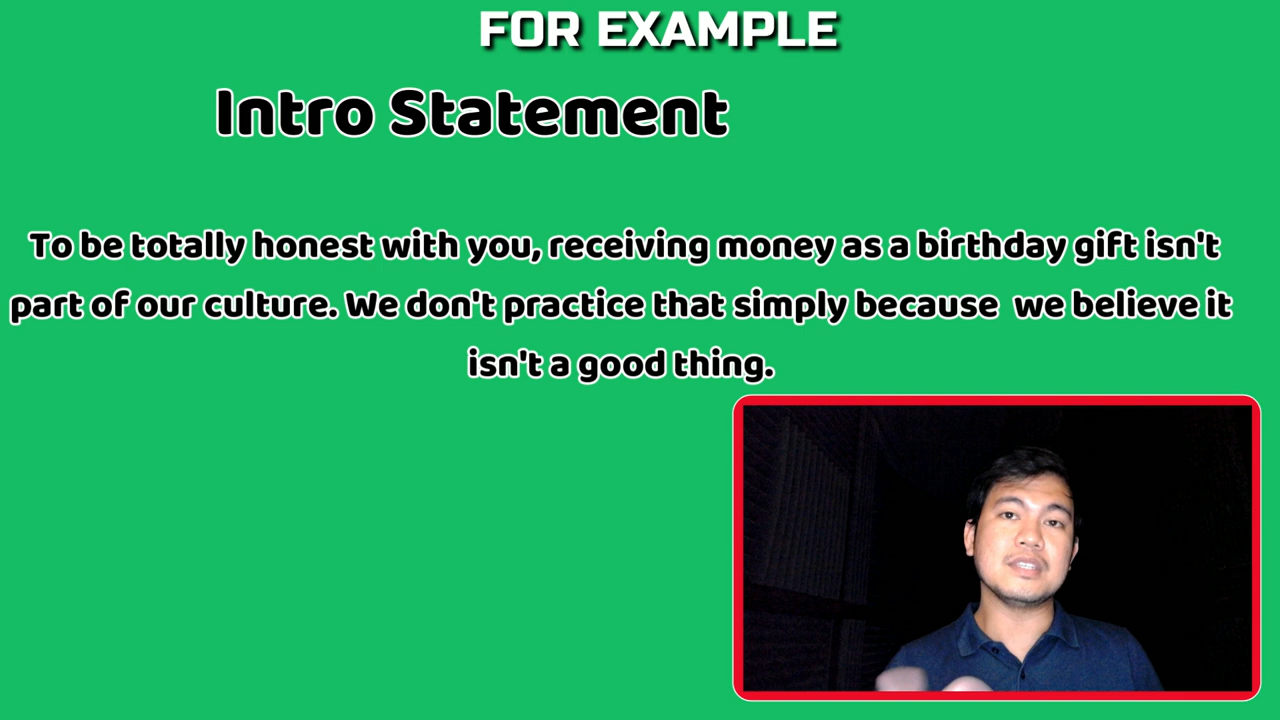 FOR EXAMPLE
Intro Statement
To be totally honest with you, receiving money as a birthday gift isn't
part of our culture. We don't practice that simply because  we believe it
isn't a good thing.